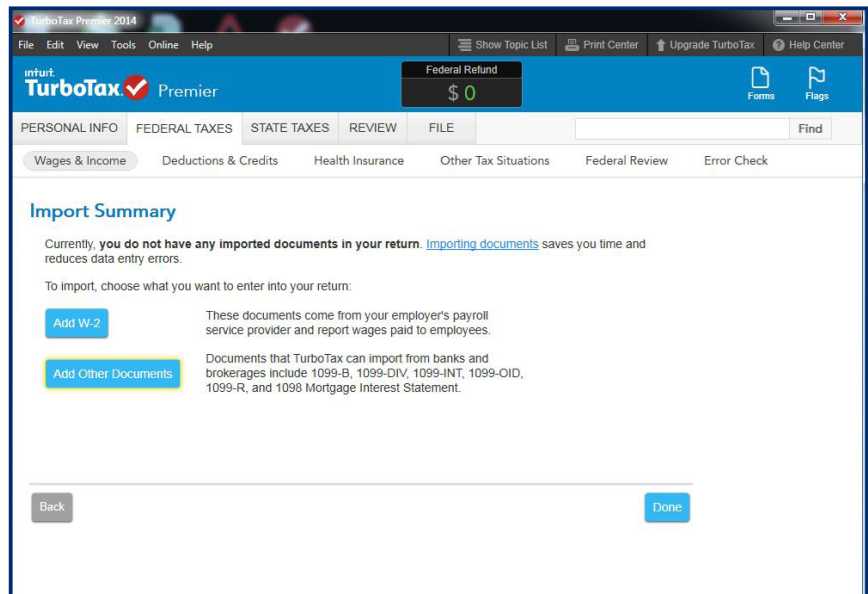 TurboTax Premier 2014
File Edit View Tools Online Help Show Topic List Print Center Upgrade TurboTax Help Center
intuit.
TurboTax Premier
Federal Refund
$ 0
Forms Flags
PERSONAL INFO FEDERAL TAXES STATE TAXES REVIEW FILE Find
Wages & Income Deductions & Credits Health Insurance Other Tax Situations Federal Review Error Check
Import Summary
Currently, you do not have any imported documents in your return. Importing documents saves you time and
reduces data entry errors.
To import, choose what you want to enter into your return:
Add W-2
These documents come from your employer's payroll
service provider and report wages paid to employees.
Add Other Documents
Documents that TurboTax can import from banks and
brokerages include 1099-B, 1099-DIV, 1099-INT, 1099-OID,
1099-R, and 1098 Mortgage Interest Statement.
Back Done